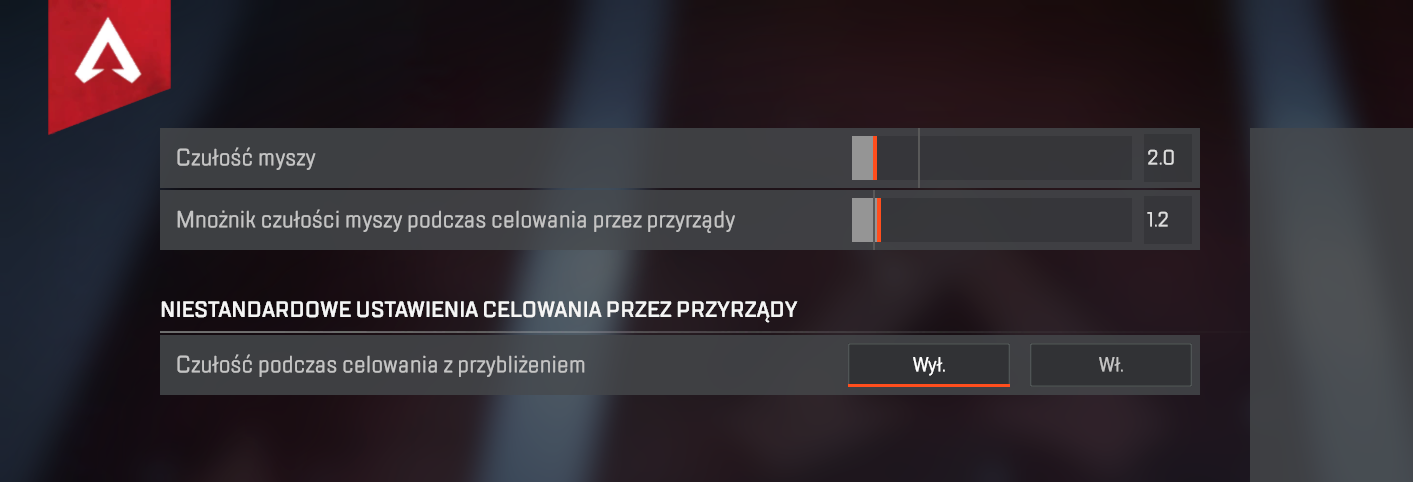 Czułość myszy 2.0
Mnożnik czułości myszy podczas celowania przez przyrządy 1.2
NIESTANDARDOWE USTAWIENIA CELOWANIA PRZEZ PRZYRZĄDY
Czułość podczas celowania z przybliżeniem Wył. Wł.